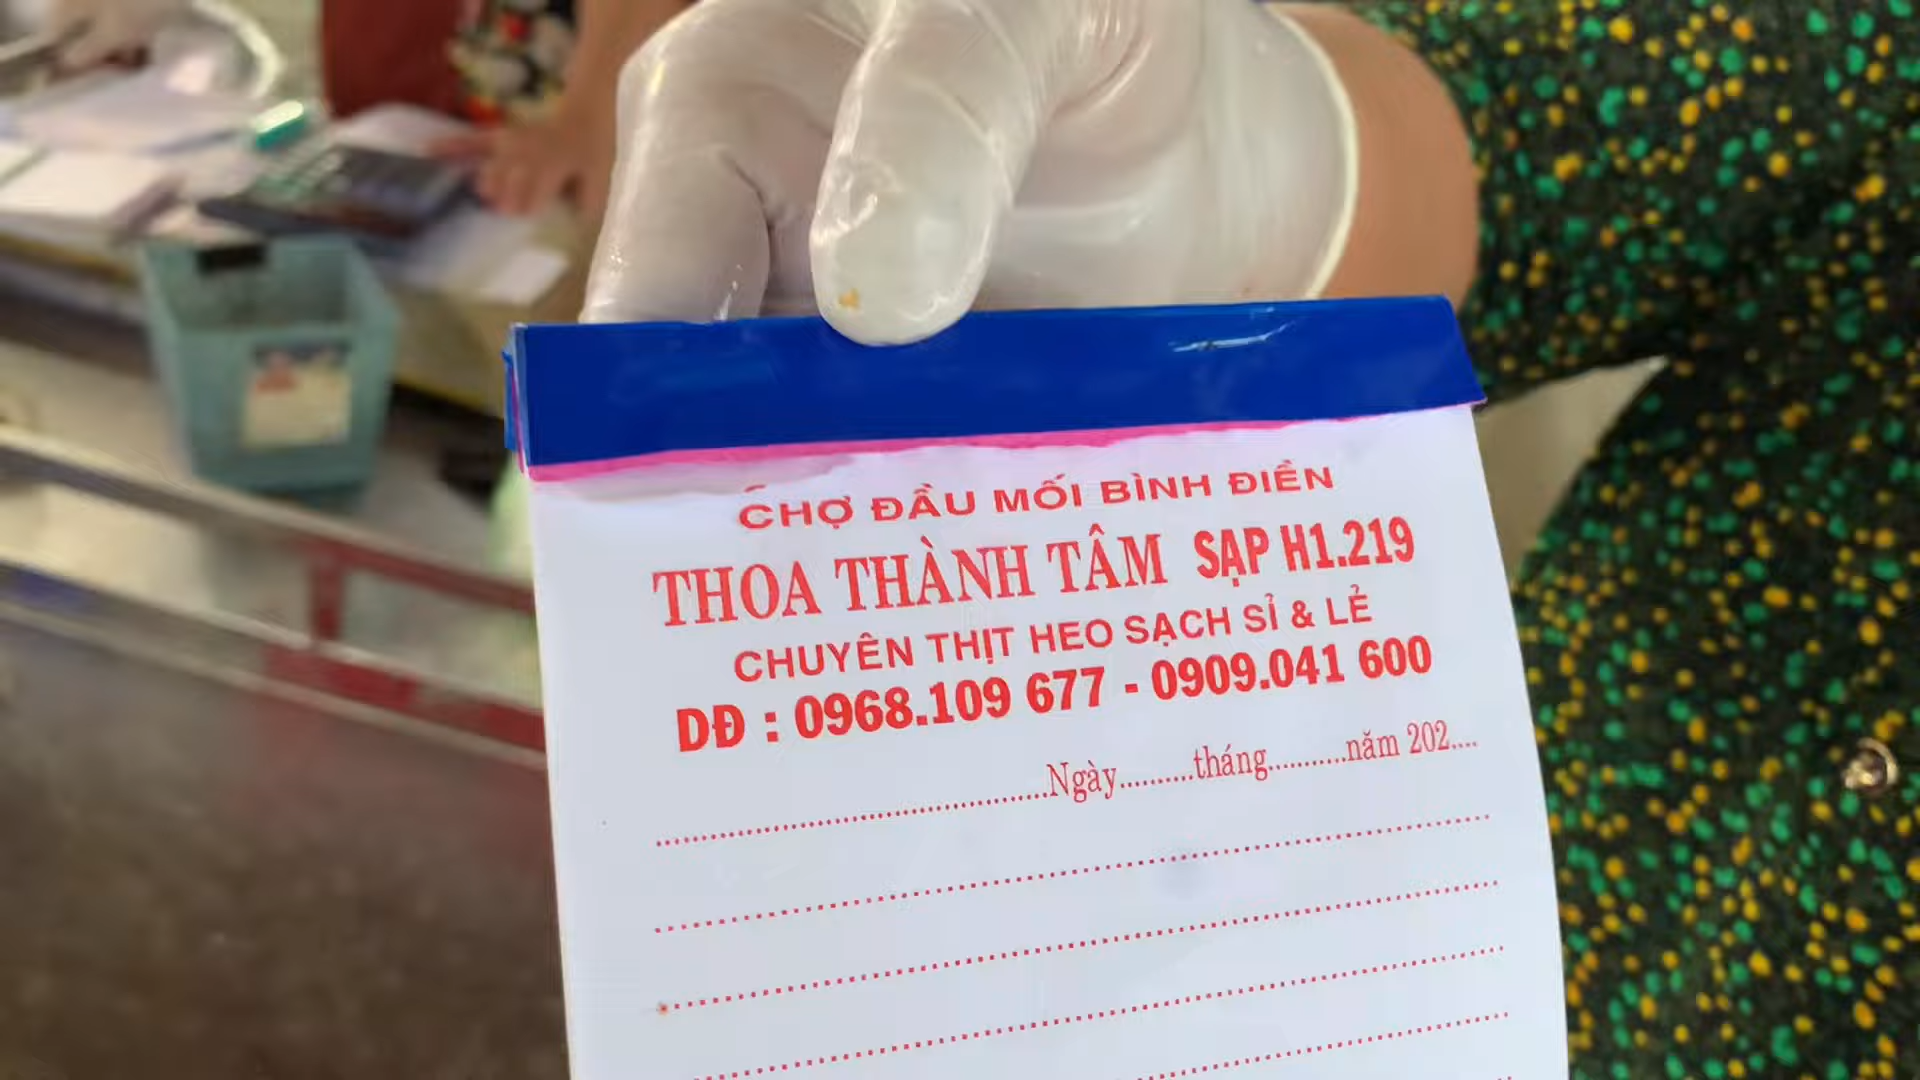 CHỢ ĐẦU MỐI BÌNH ĐIỀN
THOA THÀNH TÂM SẠP H1.219
CHUYÊN THỊT HEO SẠCH SỈ & LẺ
DĐ : 0968.109 677 - 0909.041 600
....................................Ngày..........tháng...........năm 202....